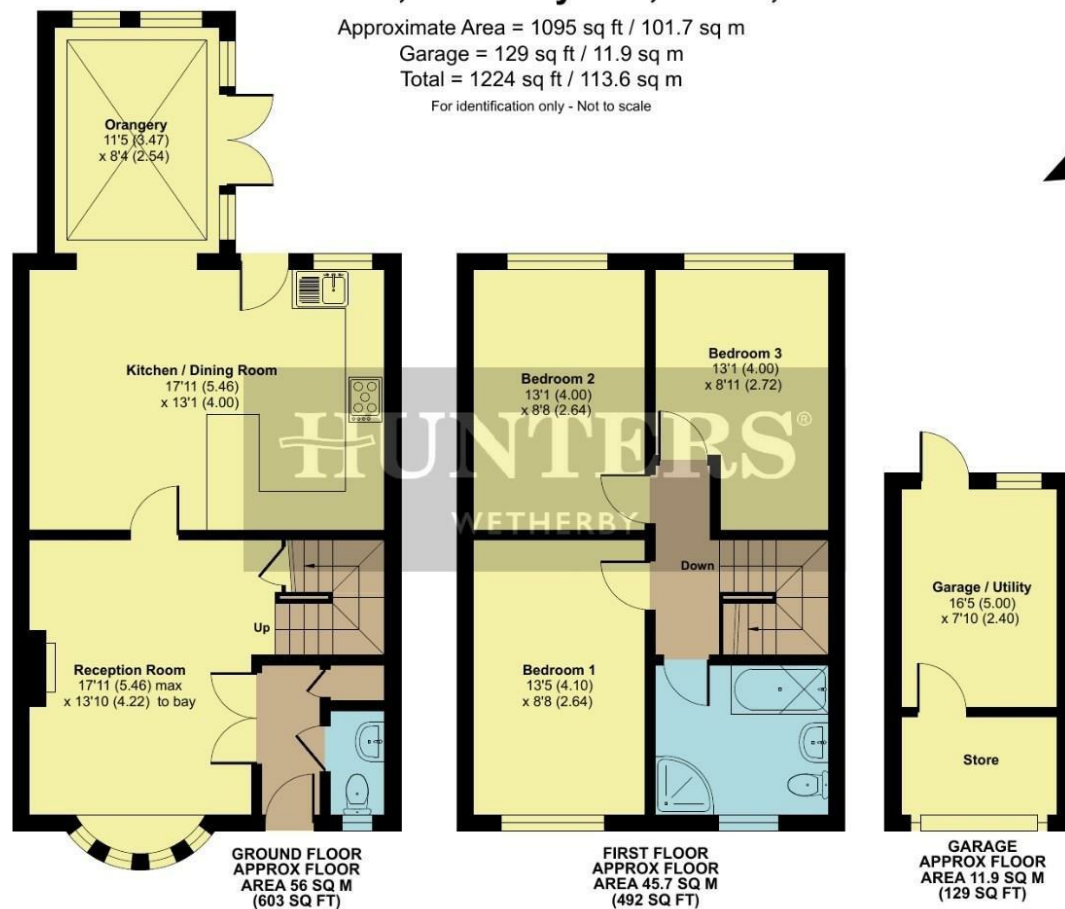 Approximate Area = 1095 sq ft / 101.7 sq m
Garage = 129 sq ft / 11.9 sq m
Total = 1224 sq ft / 113.6 sq m
For identification only - Not to scale
Orangery
11'5 (3.47)
x 8'4 (2.54)
Kitchen / Dining Room
17'11 (5.46)
x 13'1 (4.00)
Bedroom 2
13'1 (4.00)
x 8'8 (2.64)
Bedroom 3
13'1 (4.00)
x 8'11 (2.72)
HUNTERS®
WETHERBY
Up
Reception Room
17'11 (5.46) max
x 13'10 (4.22) to bay
Down
Bedroom 1
13'5 (4.10)
x 8'8 (2.64)
Garage / Utility
16'5 (5.00)
x 7'10 (2.40)
Store
GROUND FLOOR
APPROX FLOOR
AREA 56 SQ M
(603 SQ FT)
FIRST FLOOR
APPROX FLOOR
AREA 45.7 SQ M
(492 SQ FT)
GARAGE
APPROX FLOOR
AREA 11.9 SQ M
(129 SQ FT)